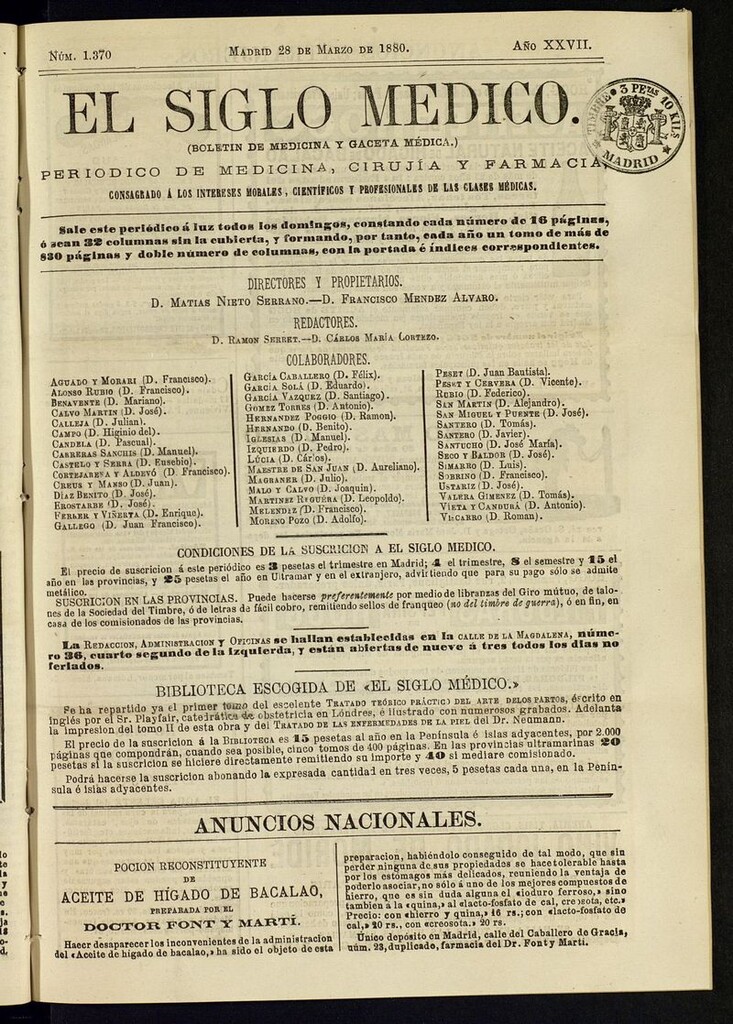 NÚM. 1.370
MADRID 28 DE MARZO DE 1880.
AÑO XXVII.
EL SIGLO MEDICO.
TIMBRE 3 PETAS 10 KILS
MADRID
(BOLETIN DE MEDICINA Y GACETA MÉDICA.)
PERIODICO DE MEDICINA, CIRUJÍA Y FARMACIA,
CONSAGRADO Á LOS INTERESES MORALES, CIENTÍFICOS Y PROFESIONALES DE LAS CLASES MÉDICAS.
Sale este periódico á luz todos los domingos, constando cada número de 16 páginas,
ó sean 32 columnas sin la cubierta, y formando, por tanto, cada año un tomo de más de
830 páginas y doble número de columnas, con la portada é índices correspondientes.
DIRECTORES Y PROPIETARIOS.
D. MATIAS NIETO SERRANO.—D. FRANCISCO MENDEZ ALVARO.
REDACTORES.
D. RAMON SERRET.—D. CÁRLOS MARÍA CORTEZO.
COLABORADORES.
AGUADO Y MORARI (D. Francisco).
ALONSO RUBIO (D. Francisco).
BENAVENTE (D. Mariano).
CALVO MARTIN (D. José).
CALLEJA (D. Julian).
CAMPO (D. Higinio del).
CANDELA (D. Pascual).
CABRERAS SANCHIS (D. Manuel).
CASTELO Y SERRA (D. Eusebio).
CORTEJARENA Y ALDEVÓ (D. Francisco).
CREUS Y MANSO (D. Juan).
DIAZ BENITO (D. José).
EROSTARBE (D. José).
FERRER Y VIÑERTA (D. Enrique).
GALLEGO (D. Juan Francisco).
GARCÍA CABALLERO (D. Félix).
GARCÍA SOLÁ (D. Eduardo).
GARCÍA VAZQUEZ (D. Santiago).
GOMEZ TORRES (D. Antonio).
HERNANDEZ POGGIO (D. Ramon).
HERNANDO (D. Benito).
IGLESIAS (D. Manuel).
IZQUIERDO (D. Pedro).
LÚCIA (D. Cárlos).
MAESTRE DE SAN JUAN (D. Aureliano).
MAGRANER (D. Julio).
MALO Y CALVO (D. Joaquin).
MARTINEZ REGUERA (D. Leopoldo).
MELENDEZ (D. Francisco).
MORENO POZO (D. Adolfo).
PESET (D. Juan Bautista).
PESET Y CERVERA (D. Vicente).
RUBIO (D. Federico).
SAN MARTIN (D. Alejandro).
SAN MIGUEL Y PUENTE (D. José).
SANTERO (D. Tomás).
SANTERO (D. Javier).
SANTUCHO (D. José María).
SECO Y BALDOR (D. José).
SIMARRO (D. Luis).
SOBRINO (D. Francisco).
USTARIZ (D. José).
VALERA GIMENEZ (D. Tomás).
VIETA Y CANDURÁ (D. Antonio).
VISCARRO (D. Roman).
CONDICIONES DE LA SUSCRICION A EL SIGLO MEDICO.
El precio de suscricion á este periódico es 3 pesetas el trimestre en Madrid; 4 el trimestre, 8 el semestre y 15 el
año en las provincias, y 25 pesetas el año en Ultramar y en el extranjero, advirtiendo que para su pago sólo se admite
metálico.
SUSCRICION EN LAS PROVINCIAS. Puede hacerse preferentemente por medio de libranzas del Giro mútuo, de talo-
nes de la Sociedad del Timbre, ó de letras de fácil cobro, remitiendo sellos de franqueo (no del timbre de guerra), ó en fin, en
casa de los comisionados de las provincias.
LA REDACCION, ADMINISTRACION Y OFICINAS se hallan establecidas en la CALLE DE LA MAGDALENA, núme-
ro 36, cuarto segundo de la izquierda, y están abiertas de nueve á tres todos los dias no
feriados.
BIBLIOTECA ESCOGIDA DE «EL SIGLO MÉDICO.»
Se ha repartido ya el primer tomo del escelente TRATADO TEÓRICO PRÁCTICO DEL ARTE DE LOS PARTOS, escrito en
inglés por el Sr. Playfair, catedrático de obstetricia en Lóndres, é ilustrado con numerosos grabados. Adelanta
la impresion del tomo II de esta obra y del TRATADO DE LAS ENFERMEDADES DE LA PIEL del Dr. Neumann.
El precio de la suscricion á la BIBLIOTECA es 15 pesetas al año en la Península é islas adyacentes, por 2.000
páginas que compondrán, cuando sea posible, cinco tomos de 400 páginas. En las provincias ultramarinas 20
pesetas si la suscricion se hiciere directamente remitiendo su importe y 40 si mediare comisionado.
Podrá hacerse la suscricion abonando la expresada cantidad en tres veces, 5 pesetas cada una, en la Penín-
sula é islas adyacentes.
ANUNCIOS NACIONALES.
POCION RECONSTITUYENTE
DE
ACEITE DE HÍGADO DE BACALAO,
PREPARADA POR EL
DOCTOR FONT Y MARTÍ.
Hacer desaparecer los inconvenientes de la administracion
del «Aceite de higado de bacalao,» ha sido el objeto de esta
preparacion, habiéndolo conseguido de tal modo, que sin
perder ninguna de sus propiedades se hace tolerable hasta
por los estómagos más delicados, reuniendo la ventaja de
poderlo asociar, no sólo á uno de los mejores compuestos de
hierro, que es sin duda alguna el «ioduro ferroso,» sino
tambien á la «quina,» al «lacto-fosfato de cal, creosota, etc.»
Precio: con «hierro y quina,» 16 rs.; con «lacto-fosfato de
cal,» 20 rs., con «creosota.» 20 rs.
Único depósito en Madrid, calle del Caballero de Gracia,
núm. 23, duplicado, farmacia del Dr. Font y Martí.